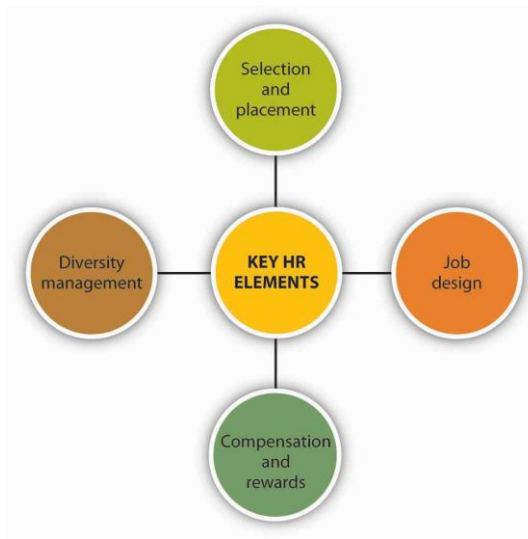 Selection
and
placement
Diversity
management
KEY HR
ELEMENTS
Job
design
Compensation
and
rewards